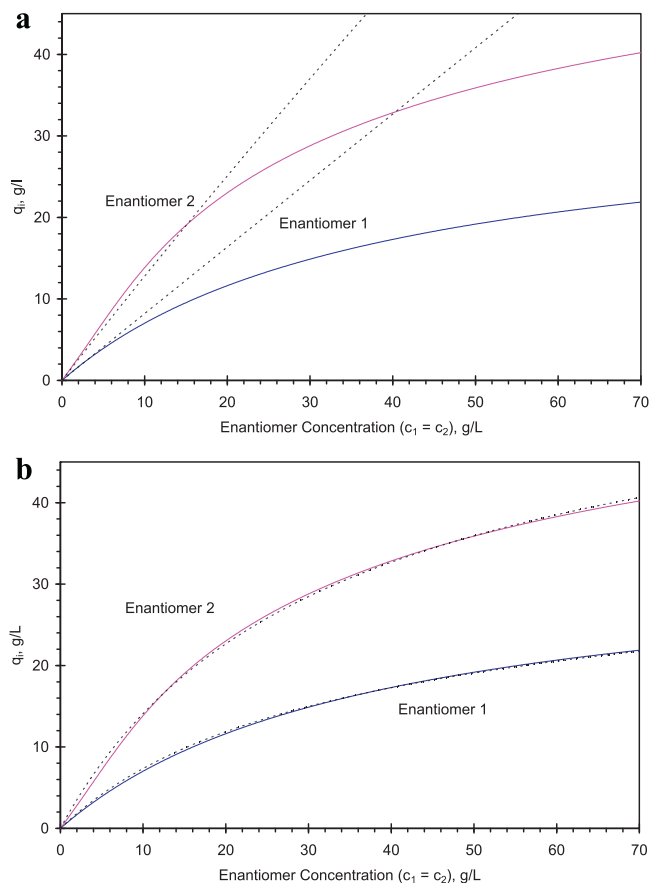 a
40
30
20
10
0
q_i, g/l
Enantiomer 2
Enantiomer 1
0 10 20 30 40 50 60 70
Enantiomer Concentration (c₁ = c₂), g/L
b
40
30
20
10
0
q_i, g/L
Enantiomer 2
Enantiomer 1
0 10 20 30 40 50 60 70
Enantiomer Concentration (c₁ = c₂), g/L